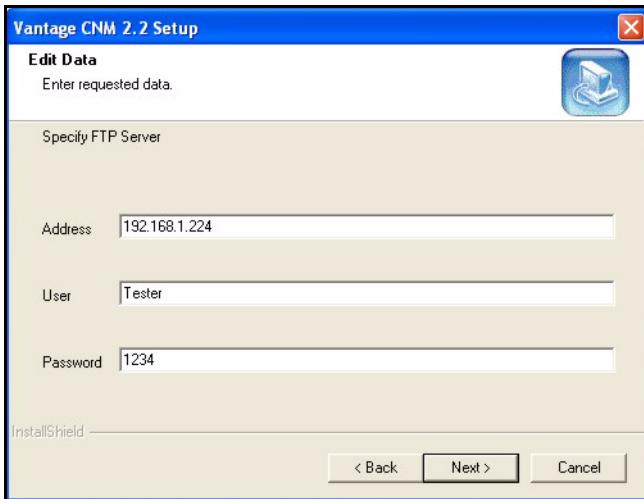 Vantage CNM 2.2 Setup
Edit Data
Enter requested data.
Specify FTP Server
Address 192.168.1.224
User Tester
Password 1234
InstallShield
< Back Next > Cancel